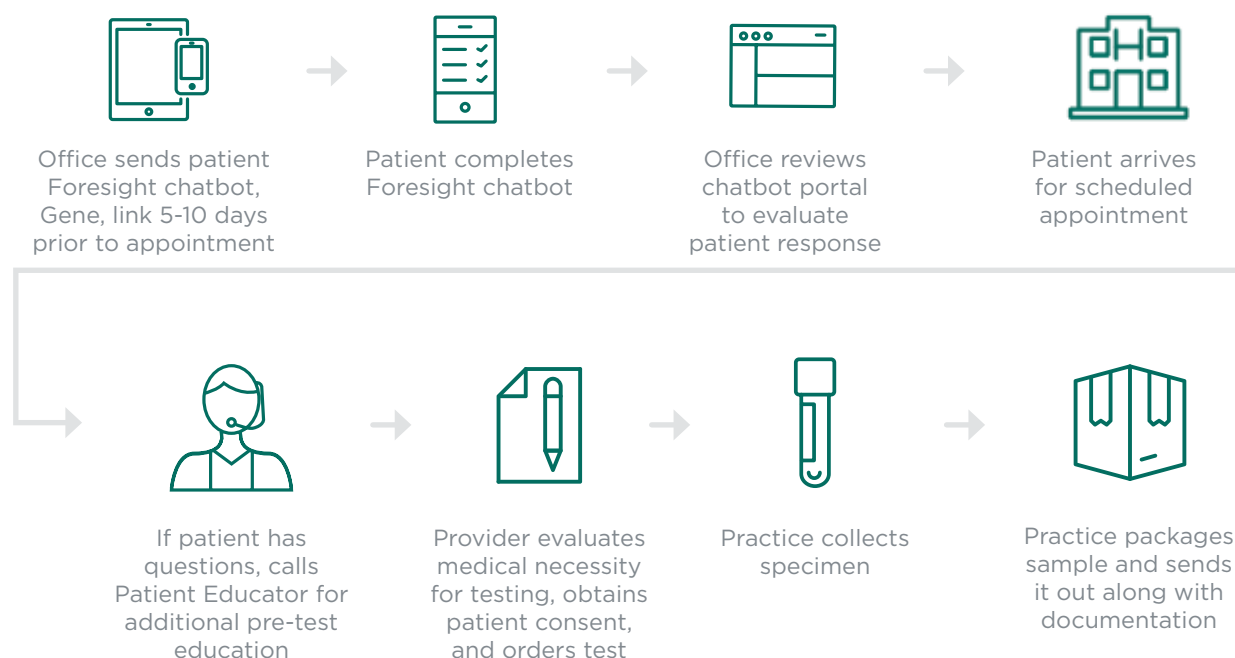 Office sends patient
Foresight chatbot,
Gene, link 5-10 days
prior to appointment
Patient completes
Foresight chatbot
Office reviews
chatbot portal
to evaluate
patient response
Patient arrives
for scheduled
appointment
If patient has
questions, calls
Patient Educator for
additional pre-test
education
Provider evaluates
medical necessity
for testing, obtains
patient consent,
and orders test
Practice collects
specimen
Practice packages
sample and sends
it out along with
documentation